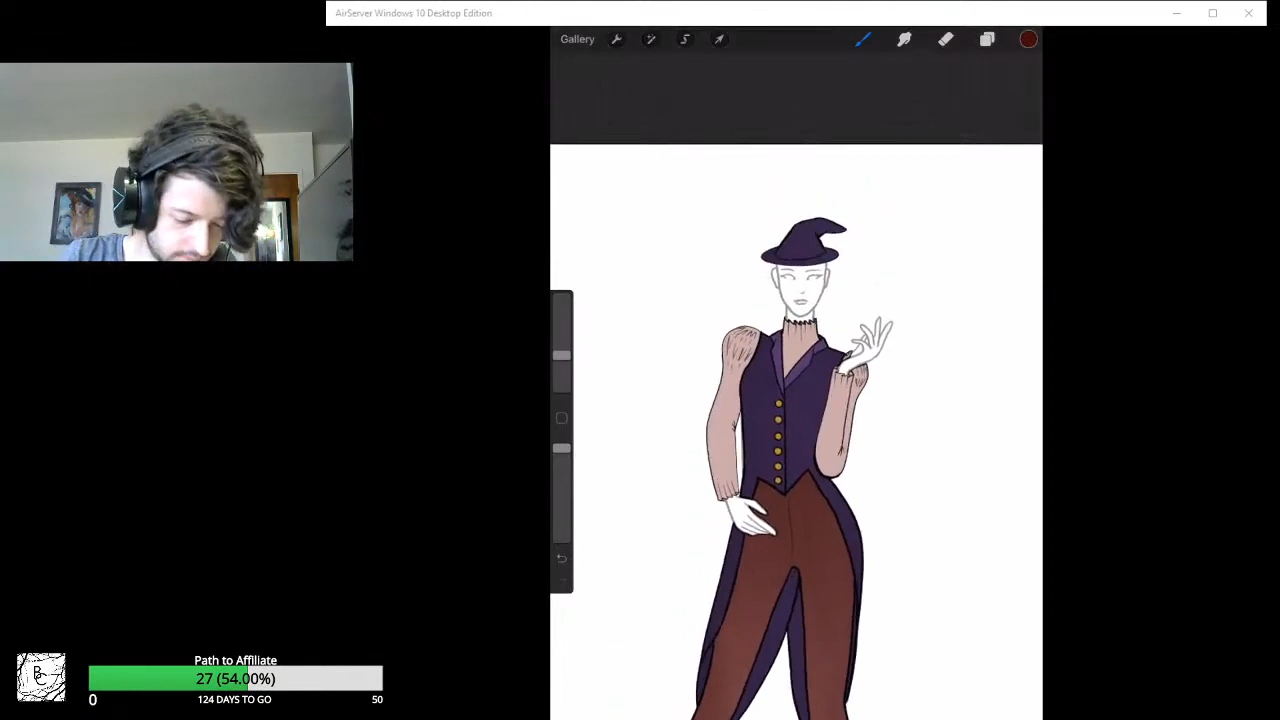 AirServer Windows 10 Desktop Edition
Gallery
Path to Affiliate
27 (54.00%)
0
124 DAYS TO GO
50